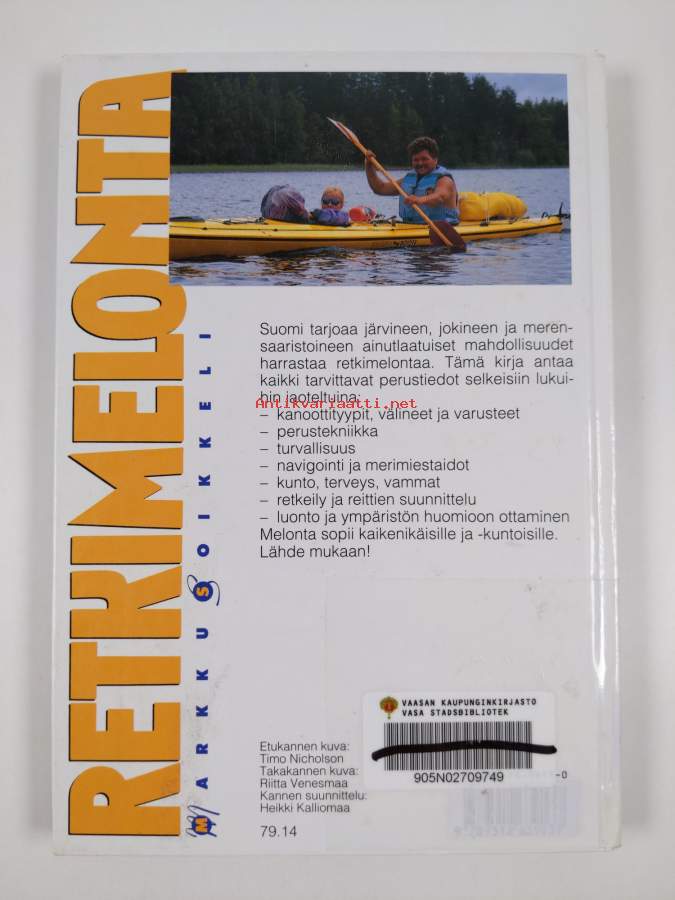 RETKIMELONTA
MARKKU SOIKKELI
Suomi tarjoaa järvineen, jokineen ja meren-
saaristoineen ainutlaatuiset mahdollisuudet
harrastaa retkimelontaa. Tämä kirja antaa
kaikki tarvittavat perustiedot selkeisiin lukui-
hin jaoteltuina:
Antikvariaatti.net
– kanoottityypit, välineet ja varusteet
– perustekniikka
– turvallisuus
– navigointi ja merimiestaidot
– kunto, terveys, vammat
– retkeily ja reittien suunnittelu
– luonto ja ympäristön huomioon ottaminen
Melonta sopii kaikenikäisille ja -kuntoisille.
Lähde mukaan!
VAASAN KAUPUNGINKIRJASTO
VASA STADSBIBLIOTEK
905N02709749
Etukannen kuva:
Timo Nicholson
Takakannen kuva:
Riitta Venesmaa
Kannen suunnittelu:
Heikki Kalliomaa
79.14